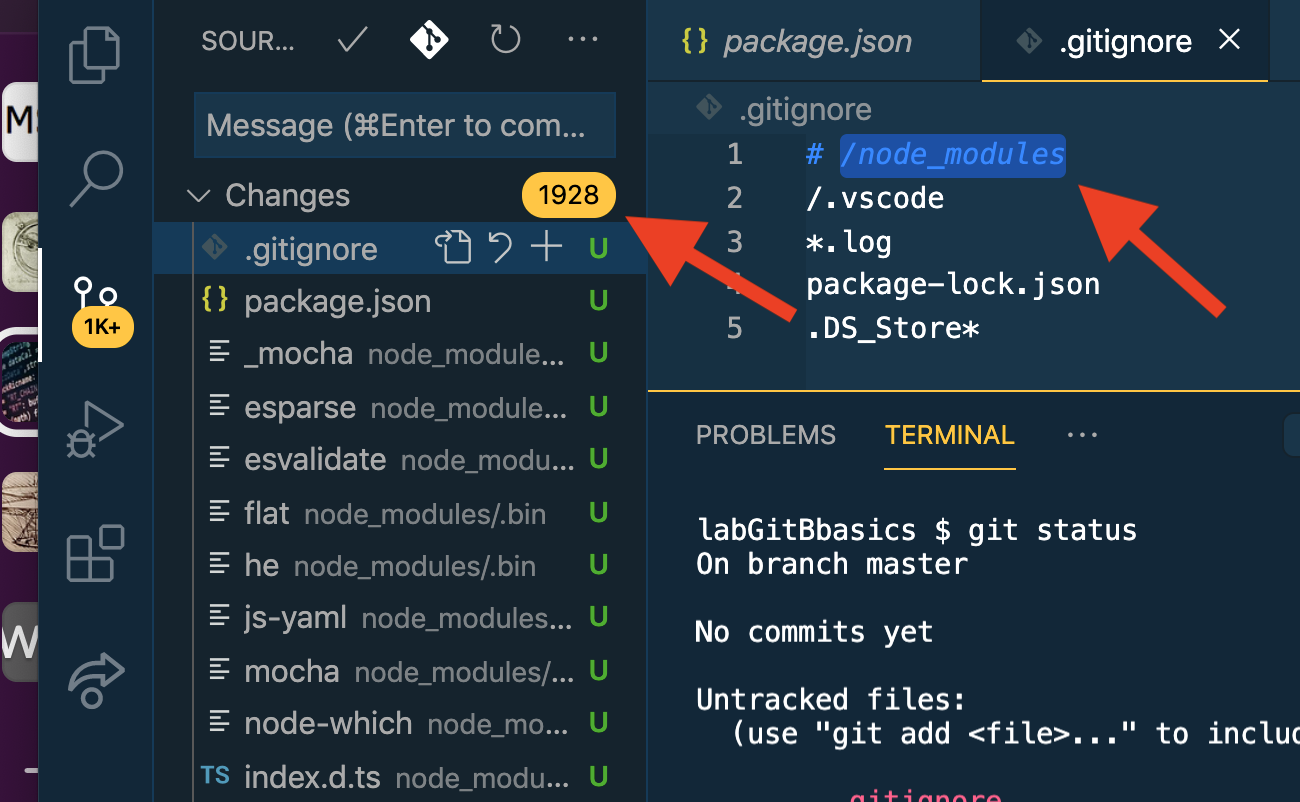 SOUR...
Message (⌘Enter to com...
Changes 1928
.gitignore U
{} package.json U
_mocha node_module... U
esparse node_module... U
esvalidate node_modu... U
flat node_modules/.bin U
he node_modules/.bin U
js-yaml node_modules... U
mocha node_modules/... U
node-which node_mo... U
TS index.d.ts node_modu... U
1K+
{} package.json
.gitignore
.gitignore
1 # /node_modules
2 /.vscode
3 *.log
4 package-lock.json
5 .DS_Store*
PROBLEMS TERMINAL ...
labGitBbasics $ git status
On branch master
No commits yet
Untracked files:
(use "git add <file>..." to includ
.gitignore